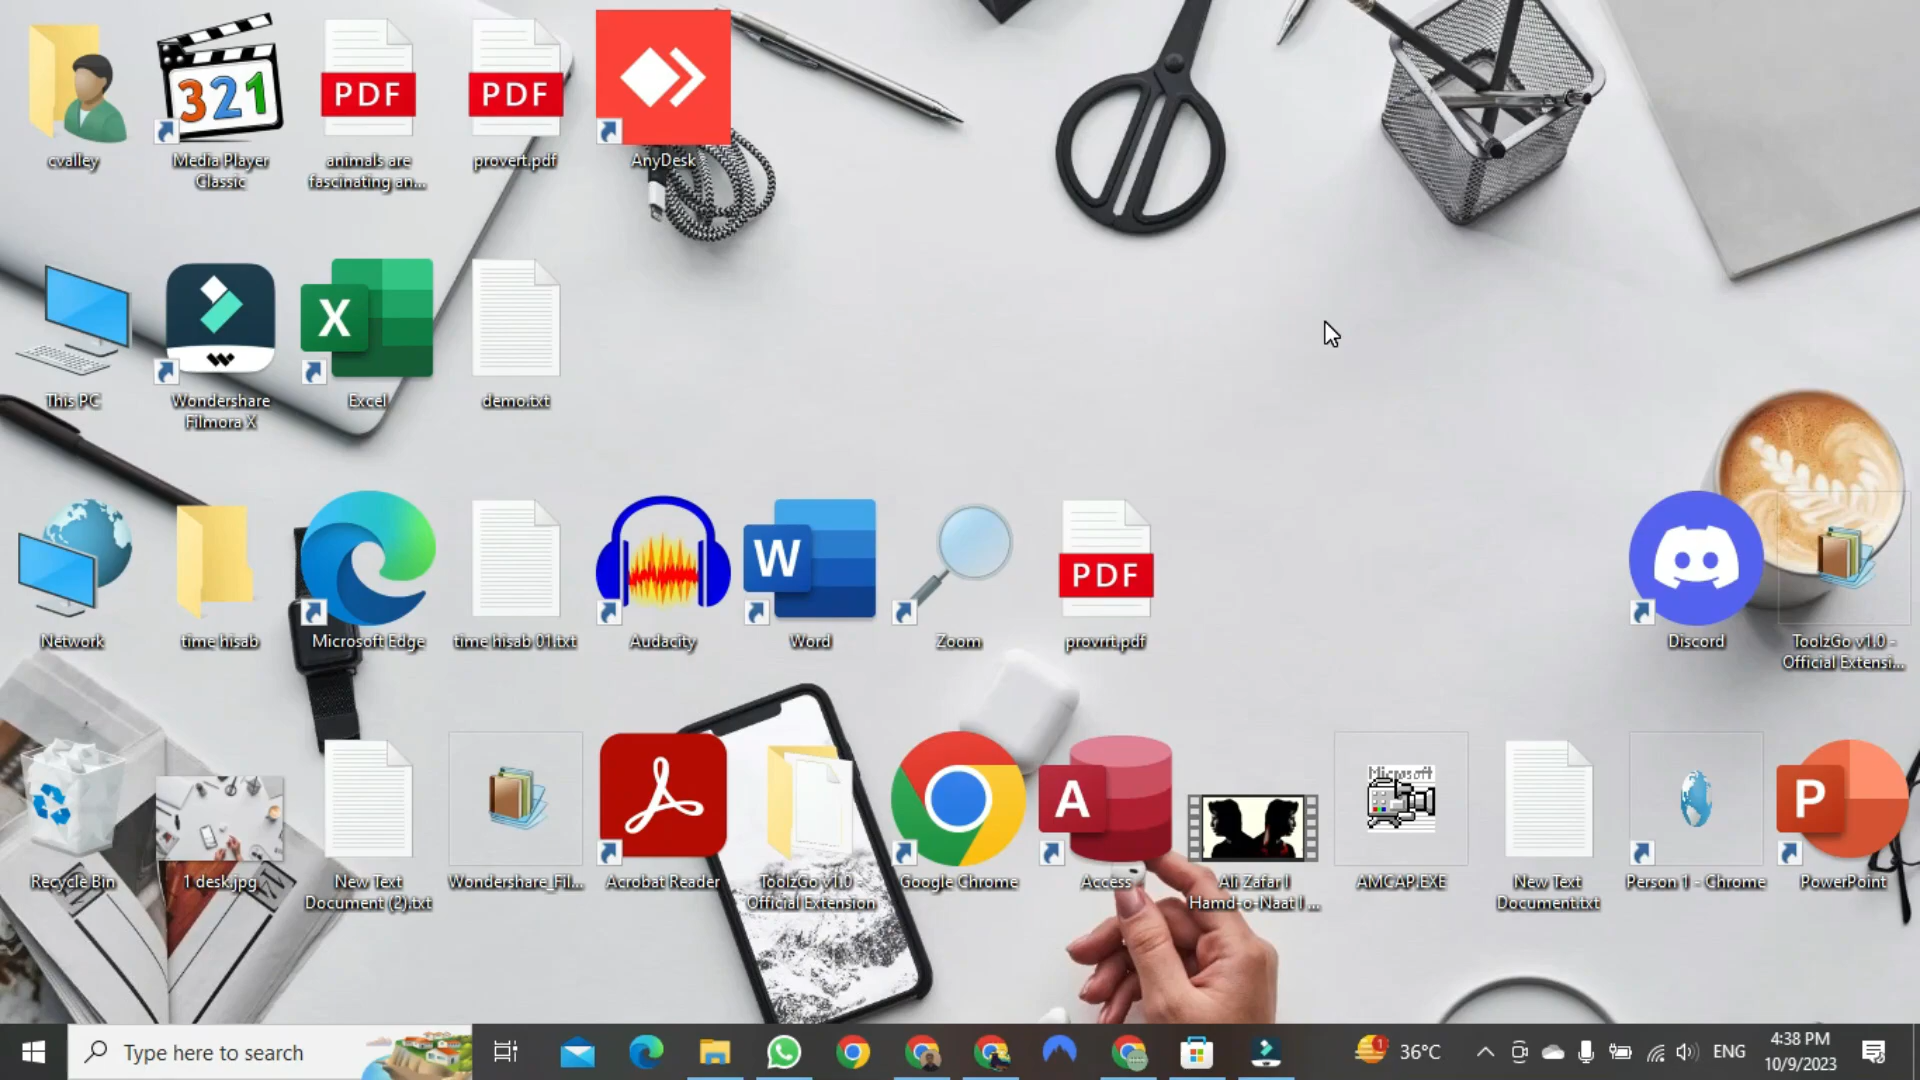 321
PDF
PDF
cvalley
Media Player
Classic
animals are
fascinating an...
provert.pdf
AnyDesk
X
This PC
Wondershare
Filmora X
Excel
demo.txt
W
PDF
Network
time hisab
Microsoft Edge
time hisab 01.txt
Audacity
Word
Zoom
provrrt.pdf
Discord
ToolzGo v1.0 -
Official Extensi...
A
Microsoft
P
Recycle Bin
1 desk.jpg
New Text
Document (2).txt
Wondershare_Fil...
Acrobat Reader
ToolzGo v1.0 -
Official Extension
Google Chrome
Access
Ali Zafar I
Hamd-o-Naat I ...
AMCAP.EXE
New Text
Document.txt
Person 1 - Chrome
PowerPoint
Type here to search
1
36°C
ENG
4:38 PM
10/9/2023